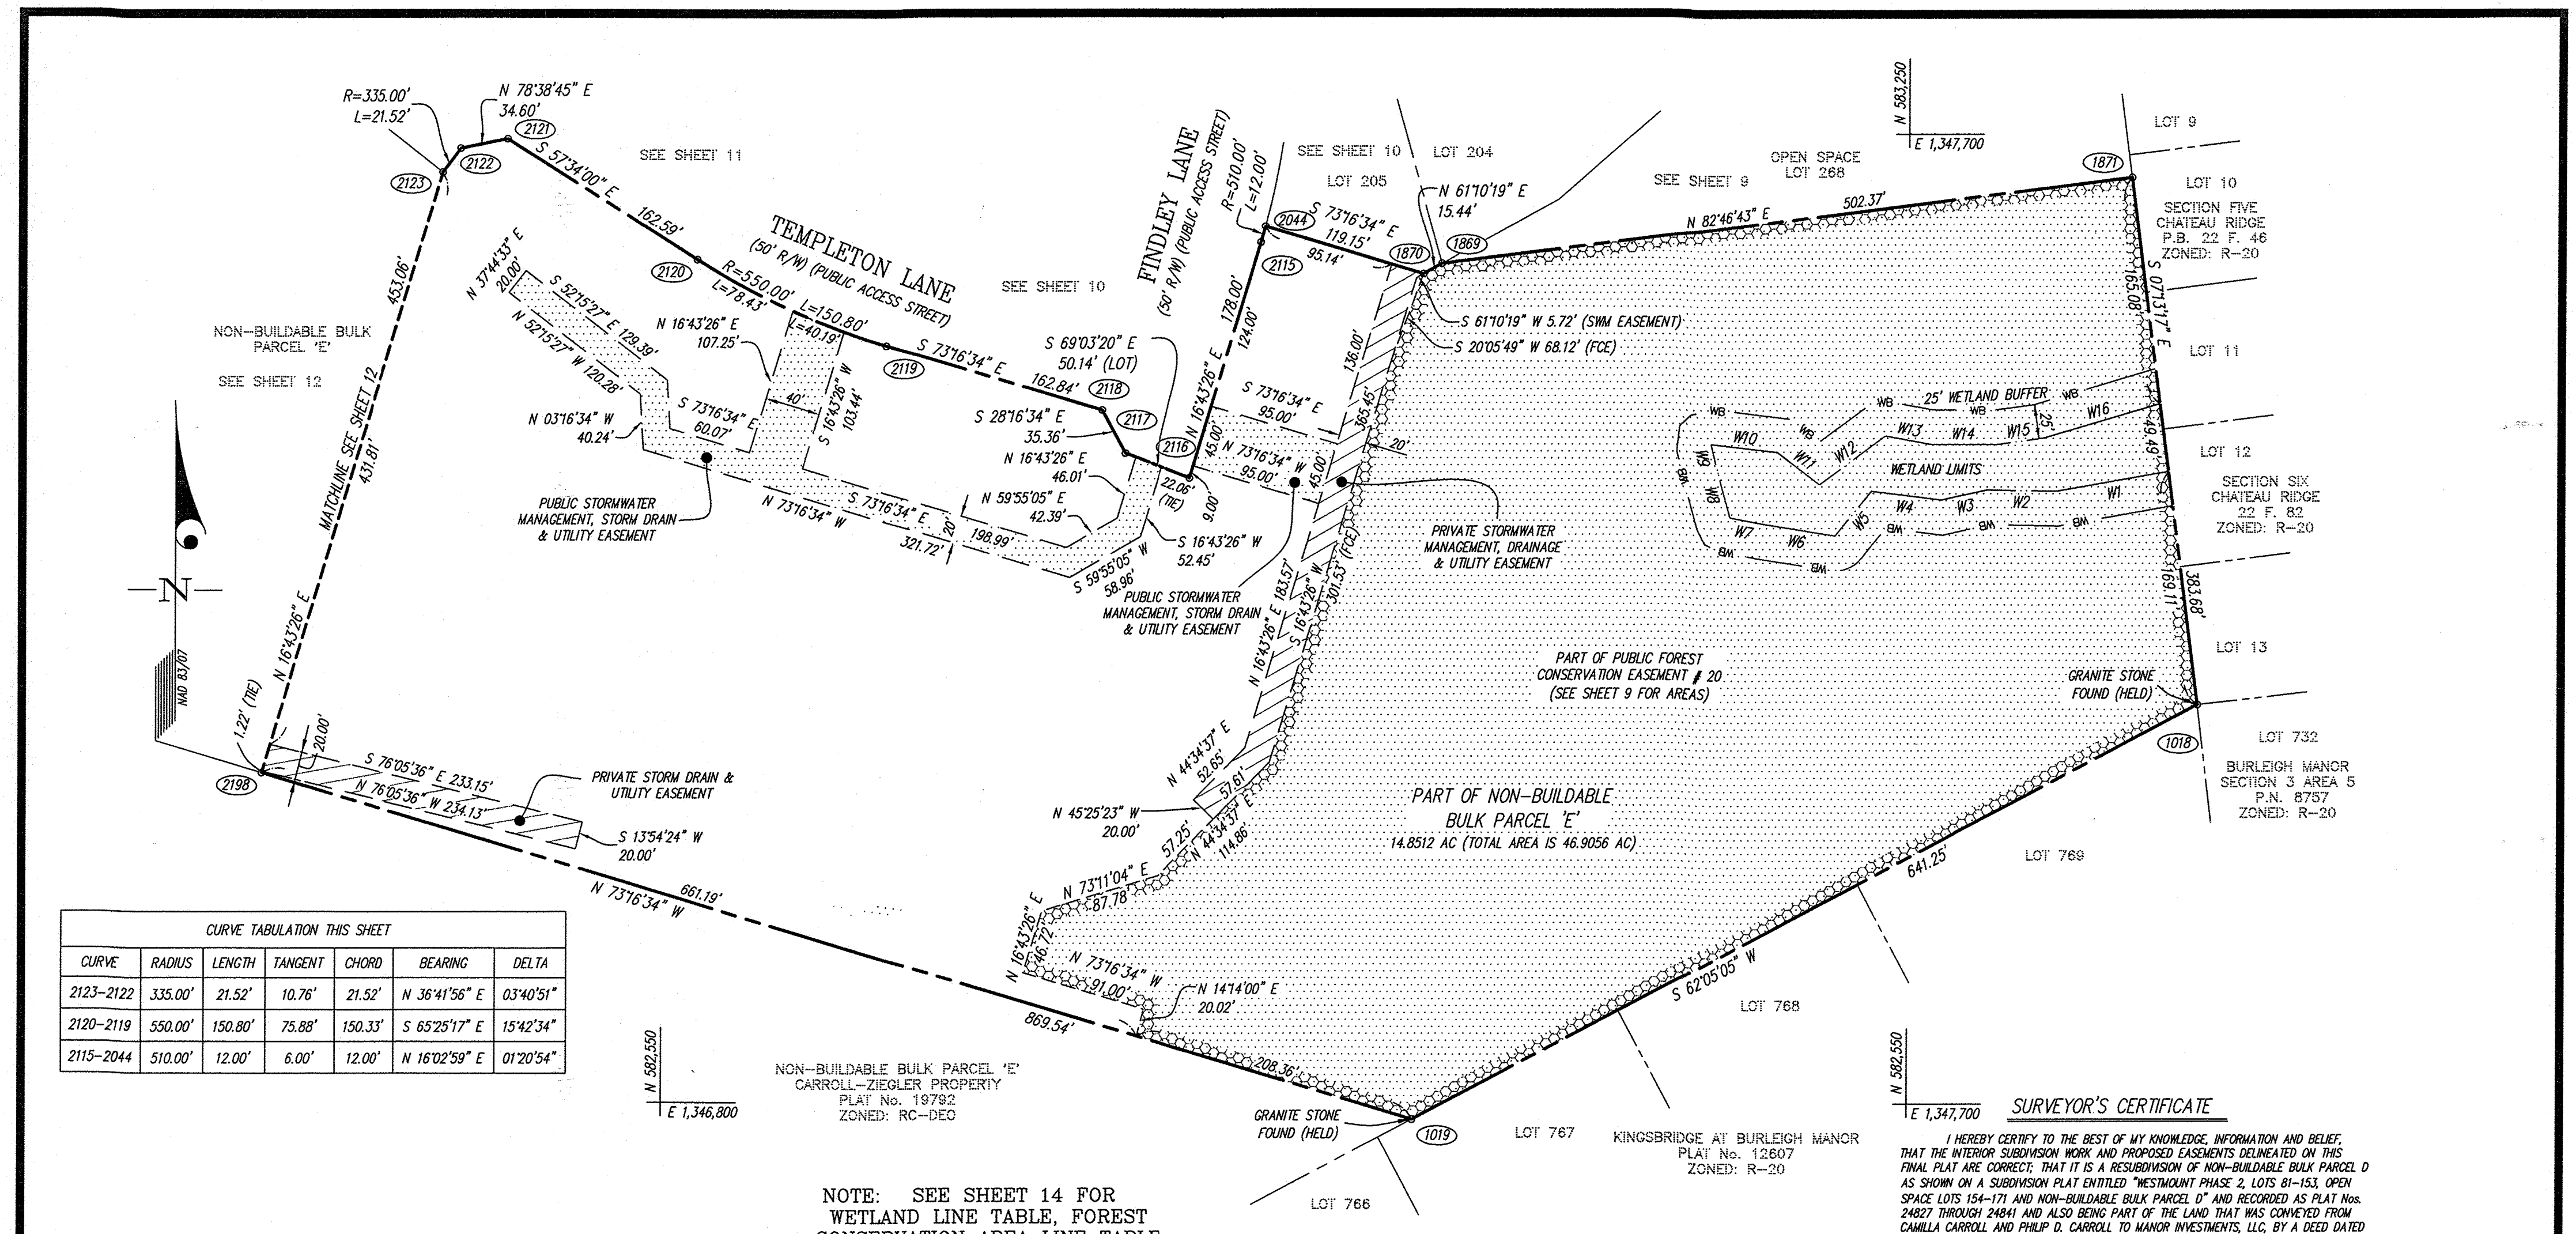 R=335.00'
L=21.52'
N 78°38'45" E
34.60'
2121
2122
2123
S 57°34'00" E
162.59'
SEE SHEET 11
453.06'
MATCHLINE SEE SHEET 12
431.81'
N 16°43'26" E
NON-BUILDABLE BULK
PARCEL 'E'
SEE SHEET 12
N
NAD 83/07
1.22' (TIE)
2198
20.00'
S 76°05'36" E 233.15'
N 76°05'36" W 234.13'
PRIVATE STORM DRAIN &
UTILITY EASEMENT
S 13°54'24" W
20.00'
N 73°16'34" W
661.19'
869.54'
208.36'
TEMPLETON LANE
(50' R/W) (PUBLIC ACCESS STREET)
2120
R=550.00'
L=78.43'
L=150.80'
L=40.19'
2119
N 37°44'33" E
20.00'
S 52°15'27" E 129.39'
N 52°15'27" W 120.28'
N 03°16'34" W
40.24'
S 73°16'34" E
60.07'
N 16°43'26" E
107.25'
40'
S 16°43'26" W
103.44'
PUBLIC STORMWATER
MANAGEMENT, STORM DRAIN
& UTILITY EASEMENT
N 73°16'34" W
321.72'
S 73°16'34" E
198.99'
20'
S 73°16'34" E
162.84'
2118
SEE SHEET 10
S 69°03'20" E
50.14' (LOT)
S 28°16'34" E
35.36'
2117
2116
N 16°43'26" E
46.01'
N 59°55'05" E
42.39'
S 59°55'05" W
58.96'
S 16°43'26" W
52.45'
22.06'
(TIE)
9.00'
FINDLEY LANE
(50' R/W) (PUBLIC ACCESS STREET)
R=510.00'
L=12.00'
2044
2115
178.00'
124.00'
N 16°43'26" E
45.00'
SEE SHEET 10
LOT 205
LOT 204
S 73°16'34" E
119.15'
95.14'
1870
1869
N 61°10'19" E
15.44'
S 61°10'19" W 5.72' (SWM EASEMENT)
S 20°05'49" W 68.12' (FCE)
136.00'
365.45'
20'
S 73°16'34" E
95.00'
N 73°16'34" W
95.00'
45.00'
PUBLIC STORMWATER
MANAGEMENT, STORM DRAIN
& UTILITY EASEMENT
PRIVATE STORMWATER
MANAGEMENT, DRAINAGE
& UTILITY EASEMENT
N 16°43'26" E 183.57'
S 16°43'26" W
301.53' (FCE)
N 44°34'37" E
52.65'
57.61'
N 45°25'23" W
20.00'
57.25'
N 44°34'37" E
114.86'
N 73°11'04" E
87.78'
N 16°43'26" E
46.72'
N 73°16'34" W
91.00'
N 14°14'00" E
20.02'
SEE SHEET 9
OPEN SPACE
LOT 268
N 82°46'43" E
502.37'
1871
N 583,250
E 1,347,700
LOT 9
LOT 10
SECTION FIVE
CHATEAU RIDGE
P.B. 22 F. 46
ZONED: R-20
S 07°13'17" E
165.08'
LOT 11
49.49'
LOT 12
SECTION SIX
CHATEAU RIDGE
22 F. 82
ZONED: R-20
169.11'
383.68'
LOT 13
25' WETLAND BUFFER
WB
WB
WB
WB
WB
25'
W16
W15
W14
W13
W12
W11
W10
WETLAND LIMITS
W9
W8
W7
W6
W5
W4
W3
W2
W1
WB
WB
WB
WB
WB
WB
PART OF PUBLIC FOREST
CONSERVATION EASEMENT # 20
(SEE SHEET 9 FOR AREAS)
PART OF NON-BUILDABLE
BULK PARCEL 'E'
14.8512 AC (TOTAL AREA IS 46.9056 AC)
GRANITE STONE
FOUND (HELD)
1018
LOT 732
BURLEIGH MANOR
SECTION 3 AREA 5
P.N. 8757
ZONED: R-20
LOT 769
641.25'
S 62°05'05" W
LOT 768
LOT 767
LOT 766
KINGSBRIDGE AT BURLEIGH MANOR
PLAT No. 12607
ZONED: R-20
GRANITE STONE
FOUND (HELD)
1019
NON-BUILDABLE BULK PARCEL 'E'
CARROLL-ZIEGLER PROPERTY
PLAT No. 19792
ZONED: RC-DEO
N 582,550
E 1,346,800
N 582,550
E 1,347,700
CURVE TABULATION THIS SHEET
CURVE RADIUS LENGTH TANGENT CHORD BEARING DELTA
2123-2122 335.00' 21.52' 10.76' 21.52' N 36°41'56" E 03°40'51"
2120-2119 550.00' 150.80' 75.88' 150.33' S 65°25'17" E 15°42'34"
2115-2044 510.00' 12.00' 6.00' 12.00' N 16°02'59" E 01°20'54"
NOTE: SEE SHEET 14 FOR
WETLAND LINE TABLE, FOREST
CONSERVATION AREA LINE TABLE
SURVEYOR'S CERTIFICATE
I HEREBY CERTIFY TO THE BEST OF MY KNOWLEDGE, INFORMATION AND BELIEF,
THAT THE INTERIOR SUBDIVISION WORK AND PROPOSED EASEMENTS DELINEATED ON THIS
FINAL PLAT ARE CORRECT; THAT IT IS A RESUBDIVISION OF NON-BUILDABLE BULK PARCEL D
AS SHOWN ON A SUBDIVISION PLAT ENTITLED "WESTMOUNT PHASE 2, LOTS 81-153, OPEN
SPACE LOTS 154-171 AND NON-BUILDABLE BULK PARCEL D" AND RECORDED AS PLAT Nos.
24827 THROUGH 24841 AND ALSO BEING PART OF THE LAND THAT WAS CONVEYED FROM
CAMILLA CARROLL AND PHILIP D. CARROLL TO MANOR INVESTMENTS, LLC, BY A DEED DATED